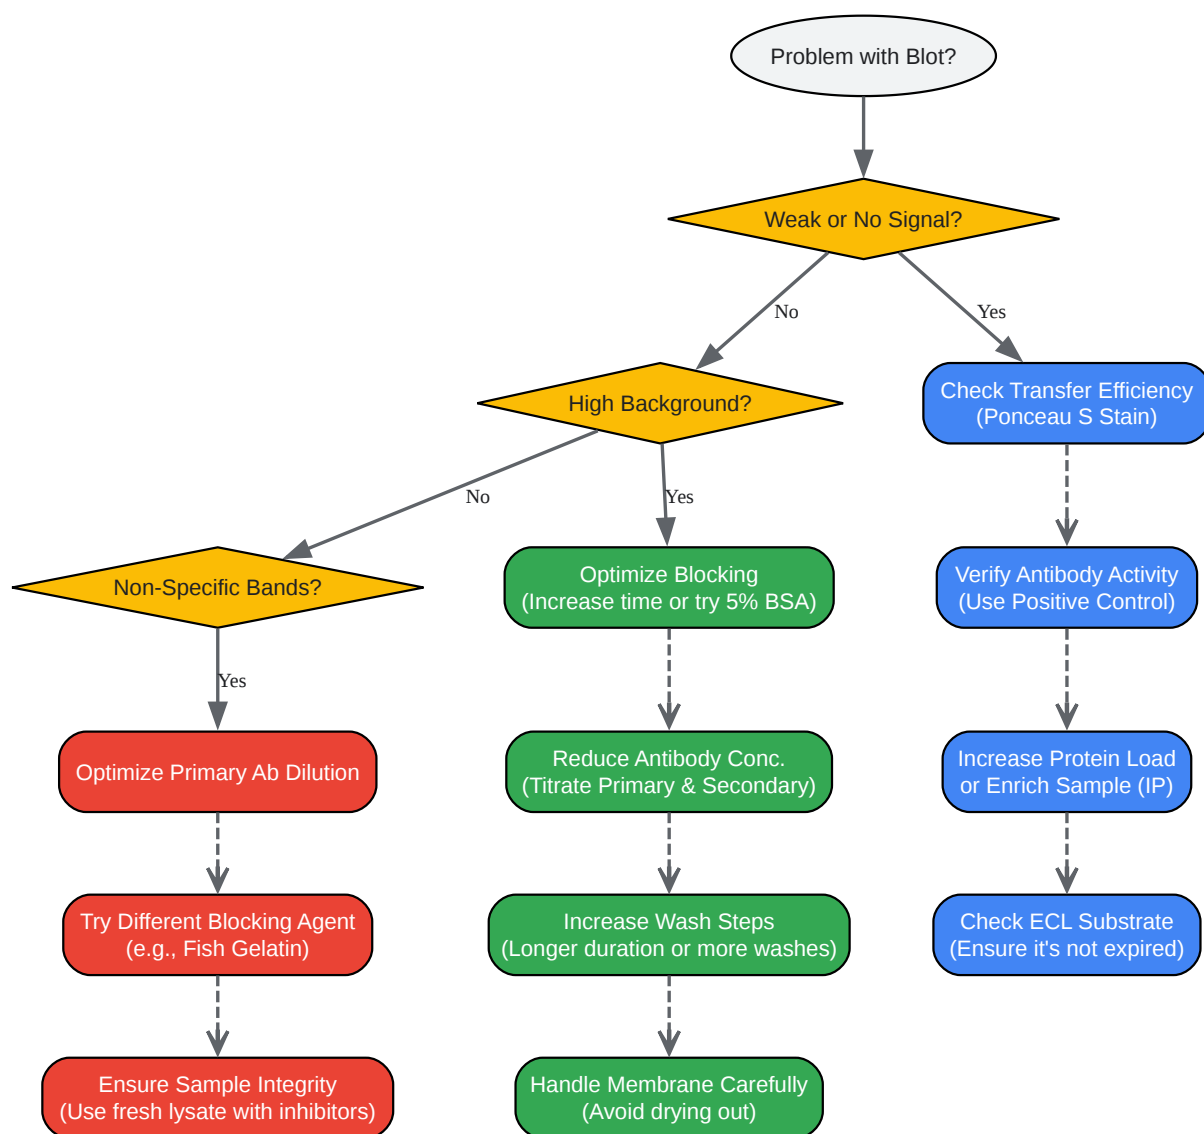 Problem with Blot?
Weak or No Signal?
No
Yes
High Background?
Check Transfer Efficiency
(Ponceau S Stain)
No
Yes
Non-Specific Bands?
Optimize Blocking
(Increase time or try 5% BSA)
Verify Antibody Activity
(Use Positive Control)
Yes
Optimize Primary Ab Dilution
Reduce Antibody Conc.
(Titrate Primary & Secondary)
Increase Protein Load
or Enrich Sample (IP)
Try Different Blocking Agent
(e.g., Fish Gelatin)
Increase Wash Steps
(Longer duration or more washes)
Check ECL Substrate
(Ensure it's not expired)
Ensure Sample Integrity
(Use fresh lysate with inhibitors)
Handle Membrane Carefully
(Avoid drying out)